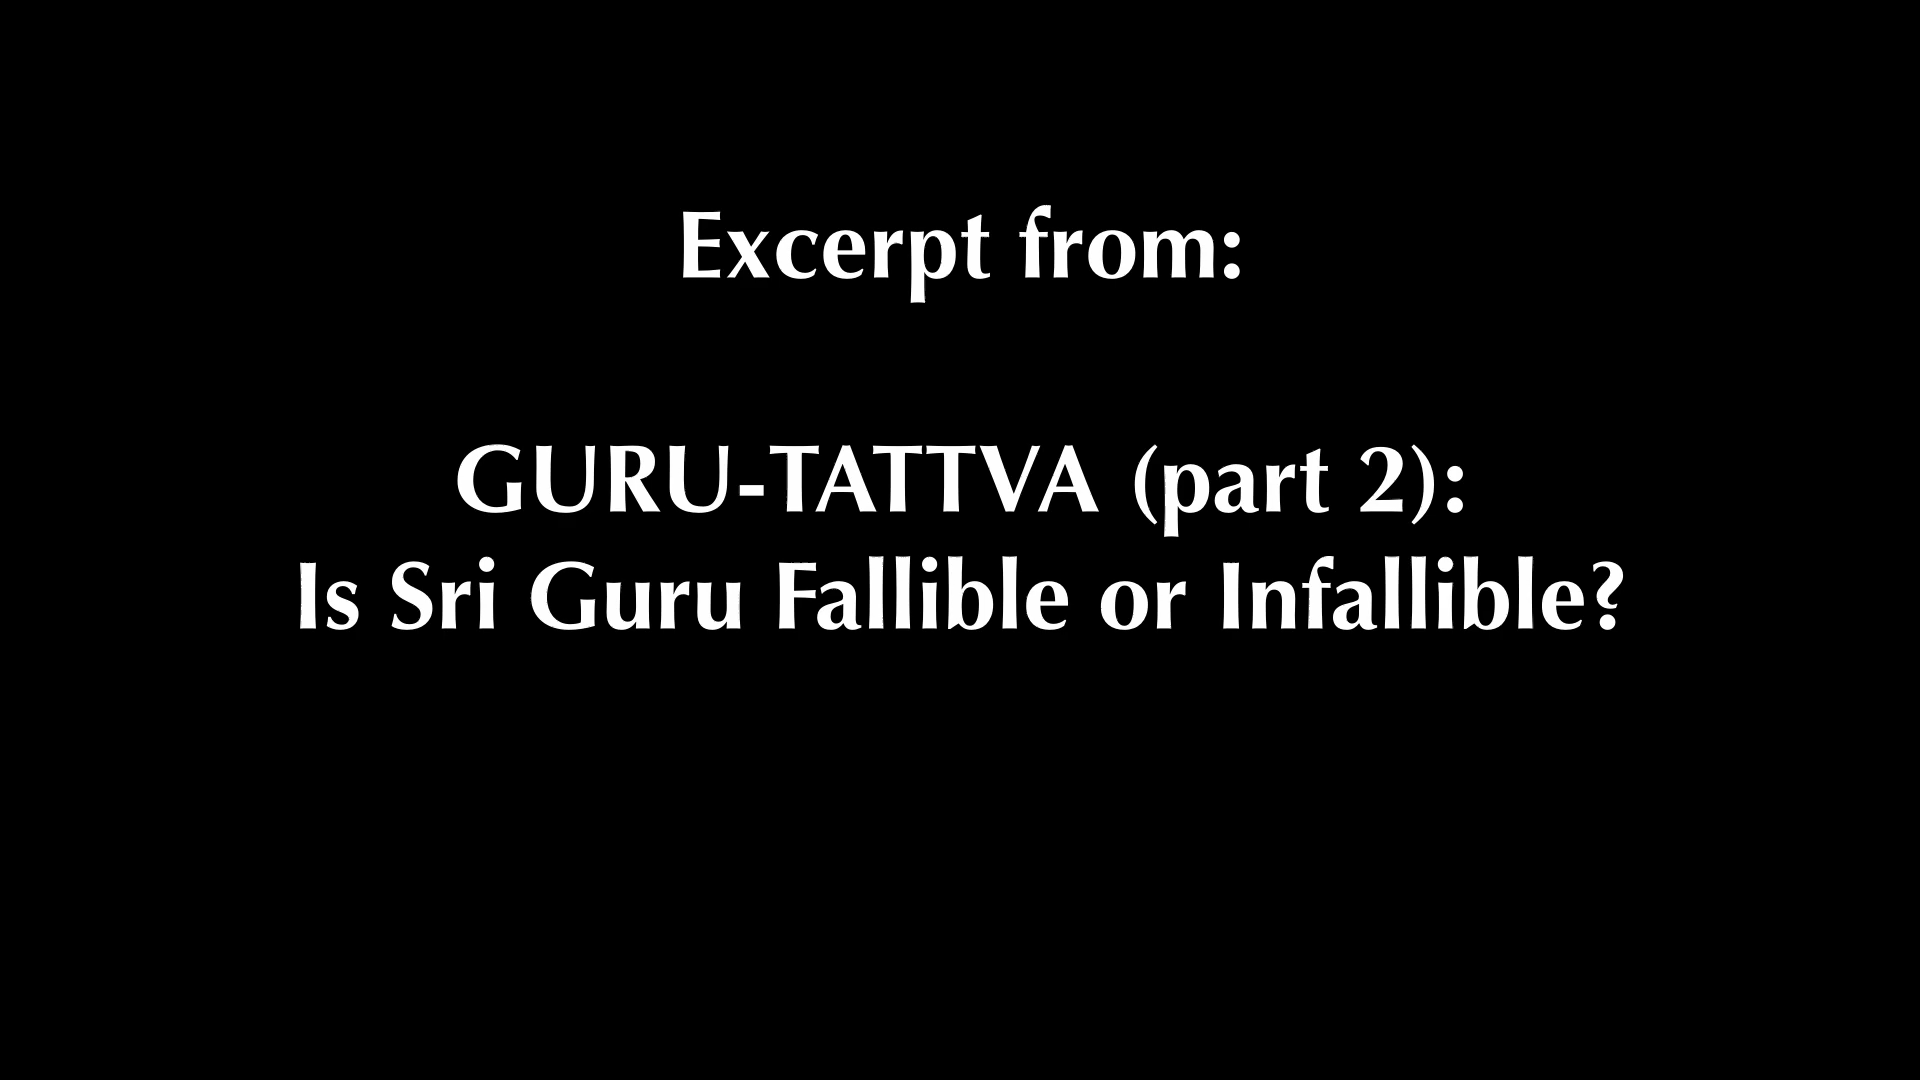 Excerpt from:
GURU-TATTVA (part 2):
Is Sri Guru Fallible or Infallible?